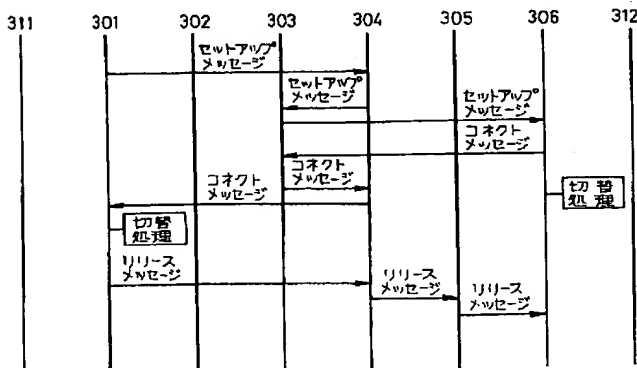 311 301 302 303 304 305 306 312
セットアップ
メッセージ
セットアップ
メッセージ
セットアップ
メッセージ
コネクト
メッセージ
コネクト
メッセージ
コネクト
メッセージ
切替
処理
切替
処理
リリース
メッセージ
リリース
メッセージ
リリース
メッセージ